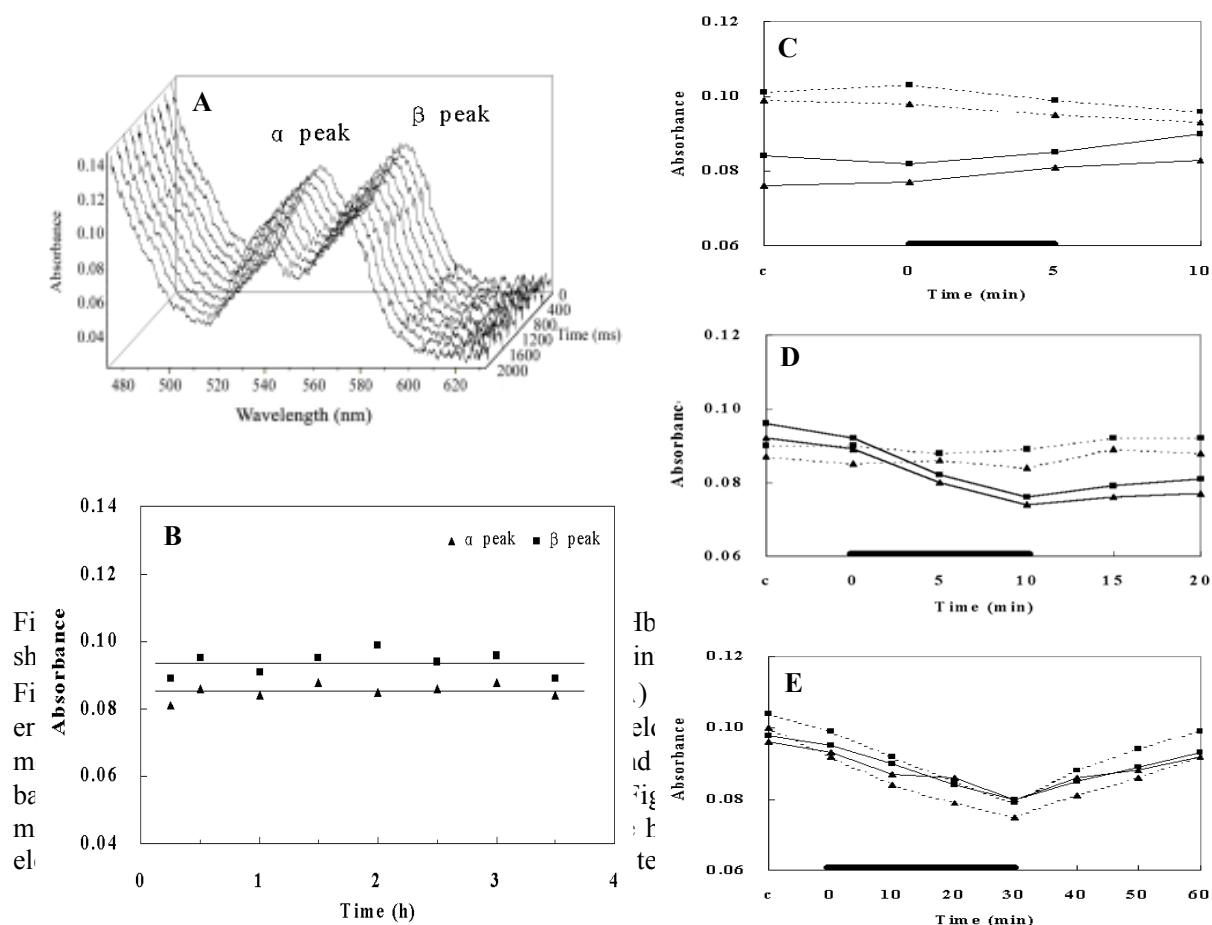 A
α peak
β peak
0.14
0.12
0.10
0.08
0.06
0.04
Absorbance
480 500 520 540 560 580 600 620
Wavelength (nm)
0
400
800
1200
1600
2000
Time (ms)
B
▲ α peak ■ β peak
0.14
0.12
0.10
0.08
0.06
0.04
Absorbance
0 1 2 3 4
Time (h)
C
0.12
0.10
0.08
0.06
Absorbance
c 0 5 10
Time (min)
D
0.12
0.10
0.08
0.06
Absorbanc
c 0 5 10 15 20
Time (min)
E
0.12
0.10
0.08
0.06
Absorbance
c 0 10 20 30 40 50 60
Time (min)